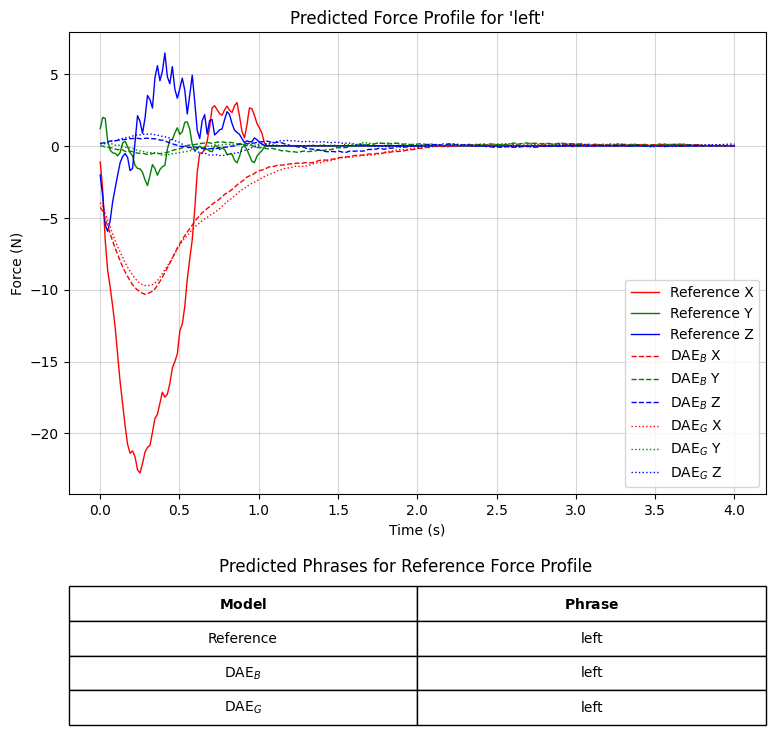 Predicted Force Profile for 'left'
Force (N)
5
0
−5
−10
−15
−20
Reference X
Reference Y
Reference Z
DAE_B X
DAE_B Y
DAE_B Z
DAE_G X
DAE_G Y
DAE_G Z
0.0 0.5 1.0 1.5 2.0 2.5 3.0 3.5 4.0
Time (s)
Predicted Phrases for Reference Force Profile
Model Phrase
Reference left
DAE_B left
DAE_G left